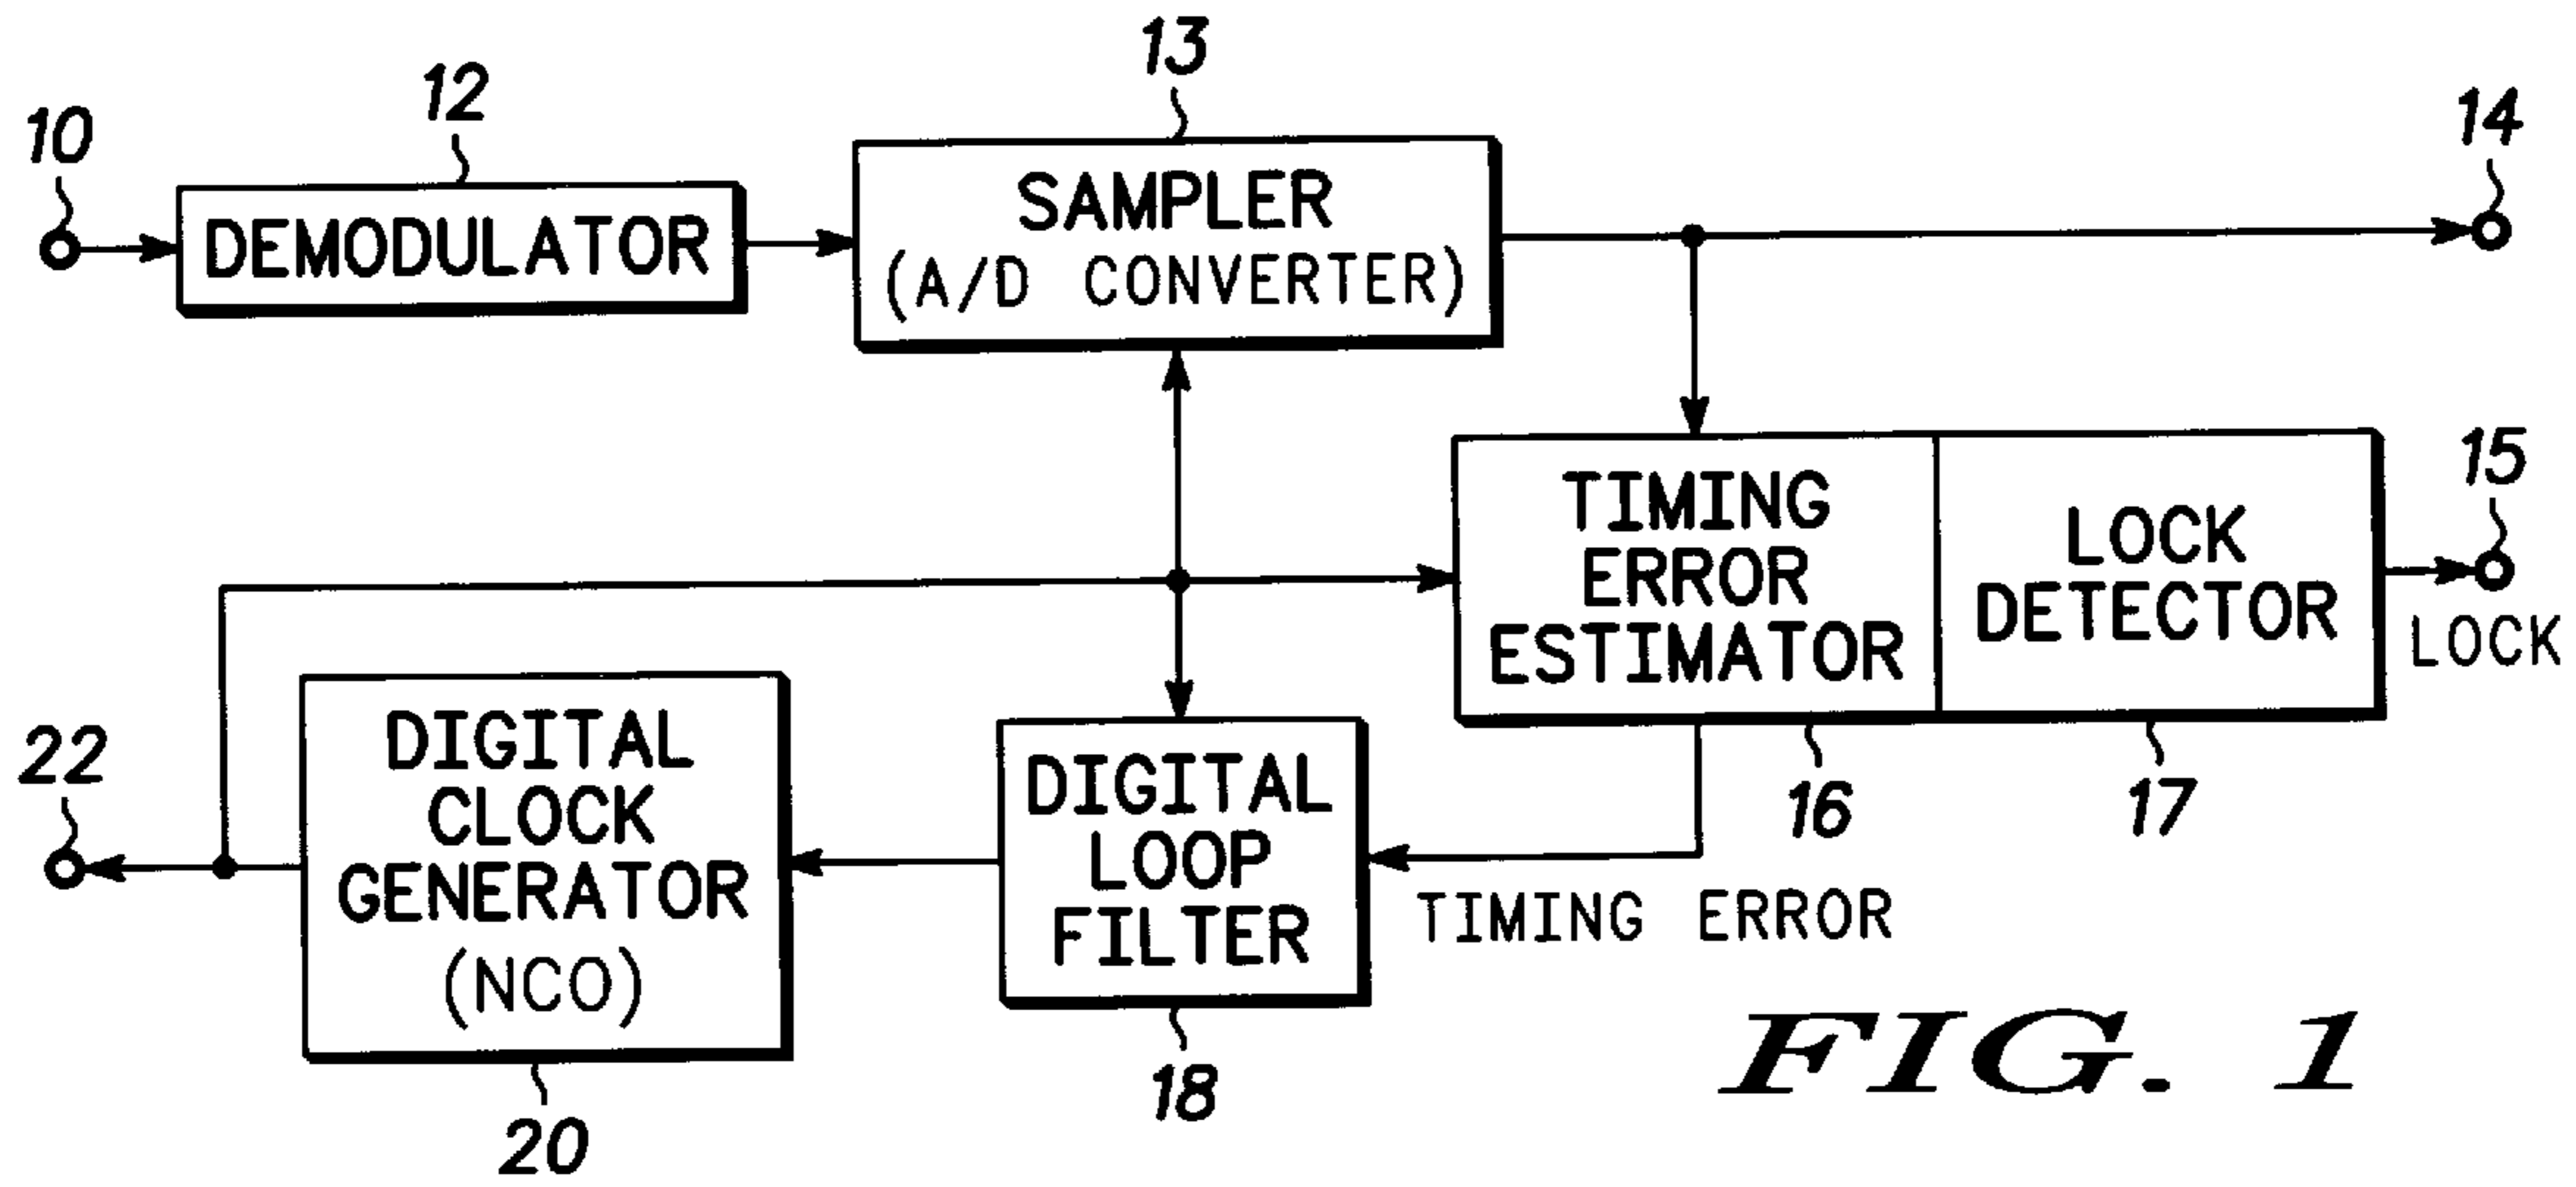 10
12
13
14
DEMODULATOR
SAMPLER
(A/D CONVERTER)
TIMING
ERROR
ESTIMATOR
LOCK
DETECTOR
15
LOCK
16
17
22
DIGITAL
CLOCK
GENERATOR
(NCO)
20
DIGITAL
LOOP
FILTER
18
TIMING ERROR
FIG. 1